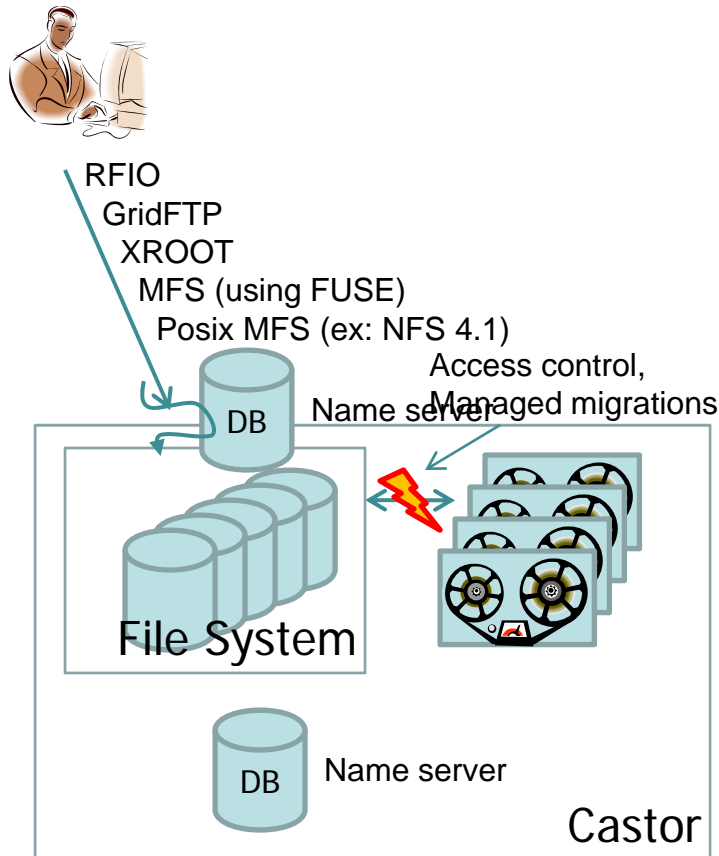 RFIO
GridFTP
XROOT
MFS (using FUSE)
Posix MFS (ex: NFS 4.1)
Access control,
Managed migrations
DB
Name server
File System
DB
Name server
Castor